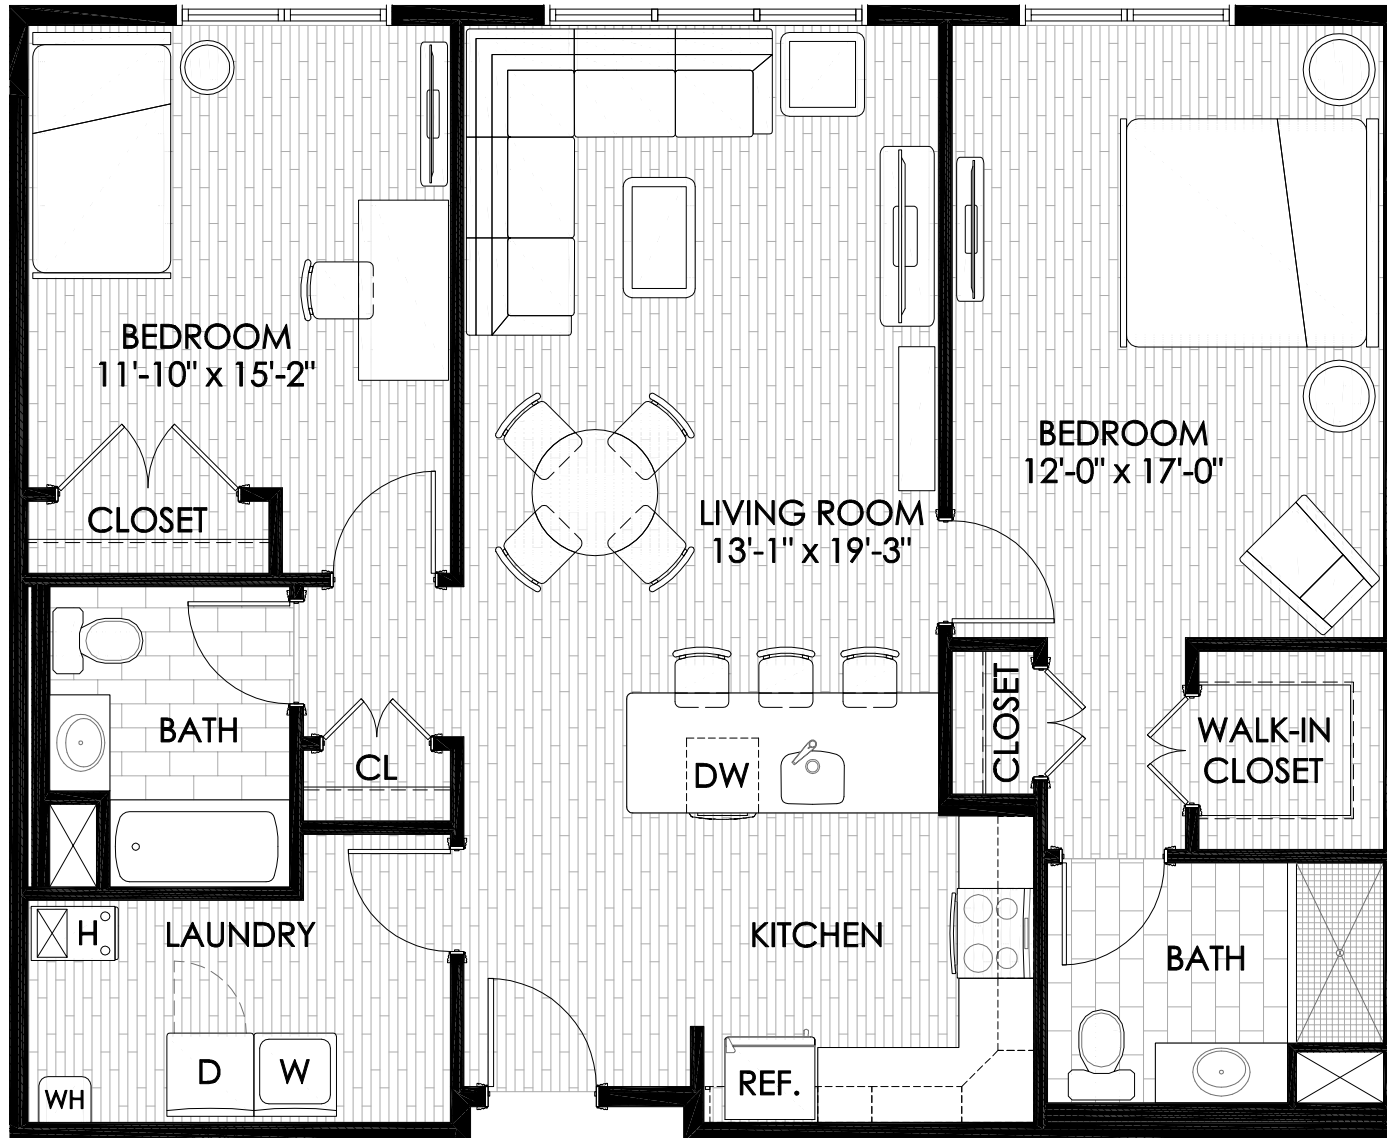 BEDROOM
11'-10" x 15'-2"
BEDROOM
12'-0" x 17'-0"
LIVING ROOM
13'-1" x 19'-3"
CLOSET
BATH
CL
DW
CLOSET
WALK-IN
CLOSET
H
LAUNDRY
KITCHEN
BATH
D
W
REF.
WH